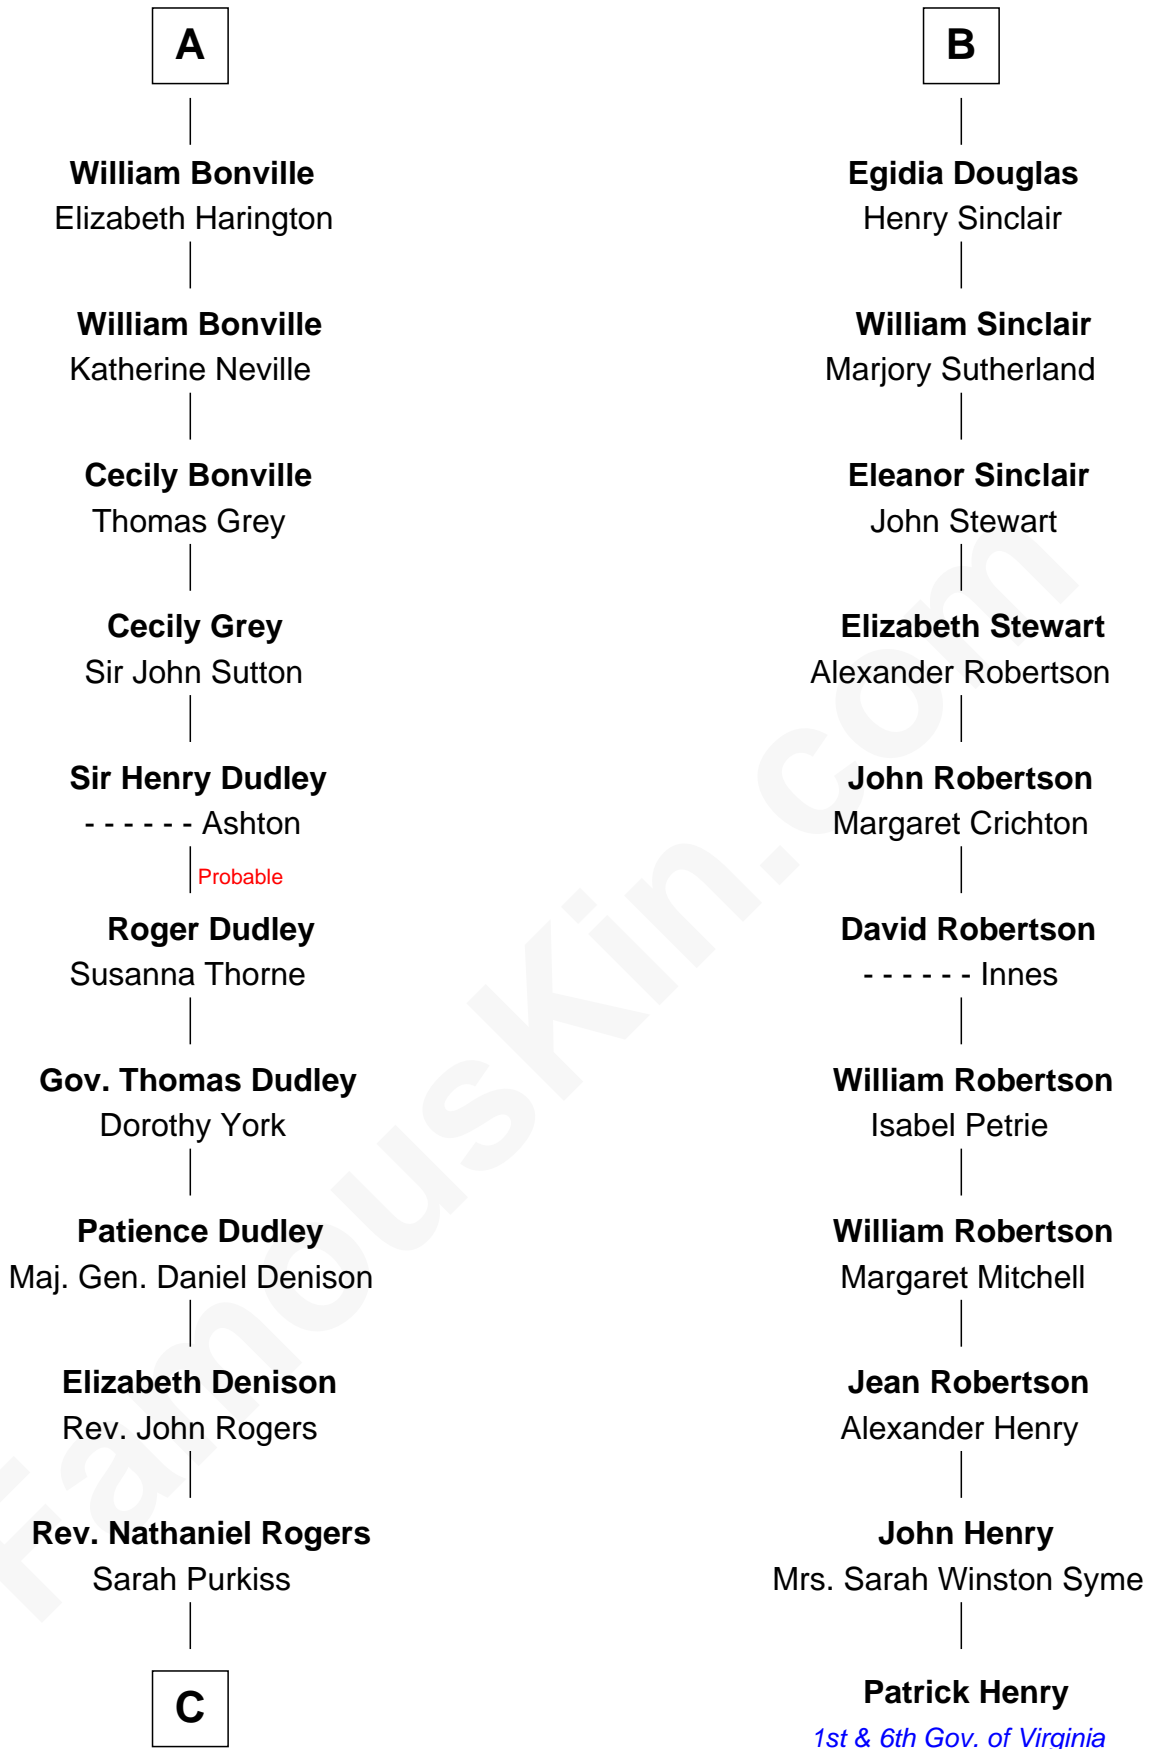 A
William Bonville
Elizabeth Harington
William Bonville
Katherine Neville
Cecily Bonville
Thomas Grey
Cecily Grey
Sir John Sutton
Sir Henry Dudley
- - - - - - Ashton
Probable
Roger Dudley
Susanna Thorne
Gov. Thomas Dudley
Dorothy York
Patience Dudley
Maj. Gen. Daniel Denison
Elizabeth Denison
Rev. John Rogers
Rev. Nathaniel Rogers
Sarah Purkiss
C
B
Egidia Douglas
Henry Sinclair
William Sinclair
Marjory Sutherland
Eleanor Sinclair
John Stewart
Elizabeth Stewart
Alexander Robertson
John Robertson
Margaret Crichton
David Robertson
- - - - - - Innes
William Robertson
Isabel Petrie
William Robertson
Margaret Mitchell
Jean Robertson
Alexander Henry
John Henry
Mrs. Sarah Winston Syme
Patrick Henry
1st & 6th Gov. of Virginia
FamousKin.com